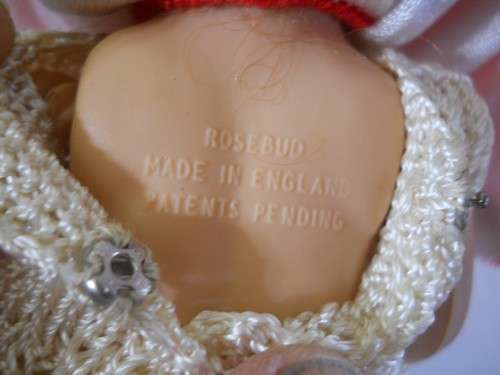 ROSEBUD
MADE IN ENGLAND
PATENTS PENDING